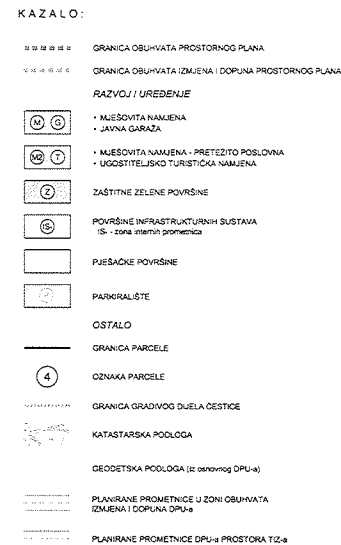 KAZALO:
GRANICA OBUHVATA PROSTORNOG PLANA
GRANICA OBUHVATA IZMJENA I DOPUNA PROSTORNOG PLANA
RAZVOJ I UREĐENJE
M G
• MJEŠOVITA NAMJENA
• JAVNA GARAŽA
M2 T
• MJEŠOVITA NAMJENA - PRETEŽITO POSLOVNA
• UGOSTITELJSKO TURISTIČKA NAMJENA
Z
ZAŠTITNE ZELENE POVRŠINE
IS-
POVRŠINE INFRASTRUKTURNIH SUSTAVA
IS- - zona internih prometnica
PJEŠAČKE POVRŠINE
P
PARKIRALIŠTE
OSTALO
GRANICA PARCELE
4
OZNAKA PARCELE
GRANICA GRADIVOG DIJELA ČESTICE
KATASTARSKA PODLOGA
GEODETSKA PODLOGA (iz osnovnog DPU-a)
PLANIRANE PROMETNICE U ZONI OBUHVATA
IZMJENA I DOPUNA DPU-a
PLANIRANE PROMETNICE DPU-a PROSTORA TIZ-a